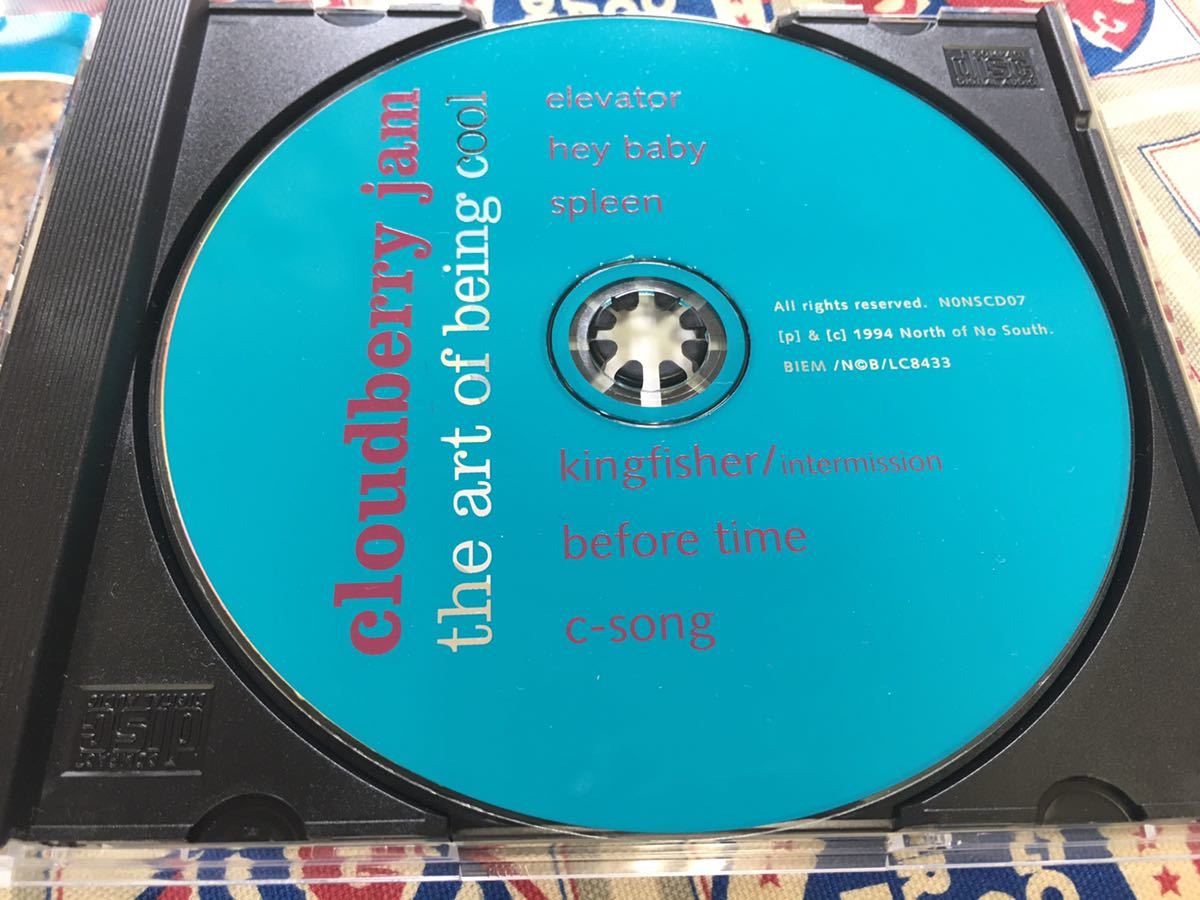 cloudberry jam
the art of being cool
elevator
hey baby
spleen
All rights reserved. N0NSCD07
[p] & [c] 1994 North of No South.
BIEM /N©B/LC8433
kingfisher/intermission
before time
c-song